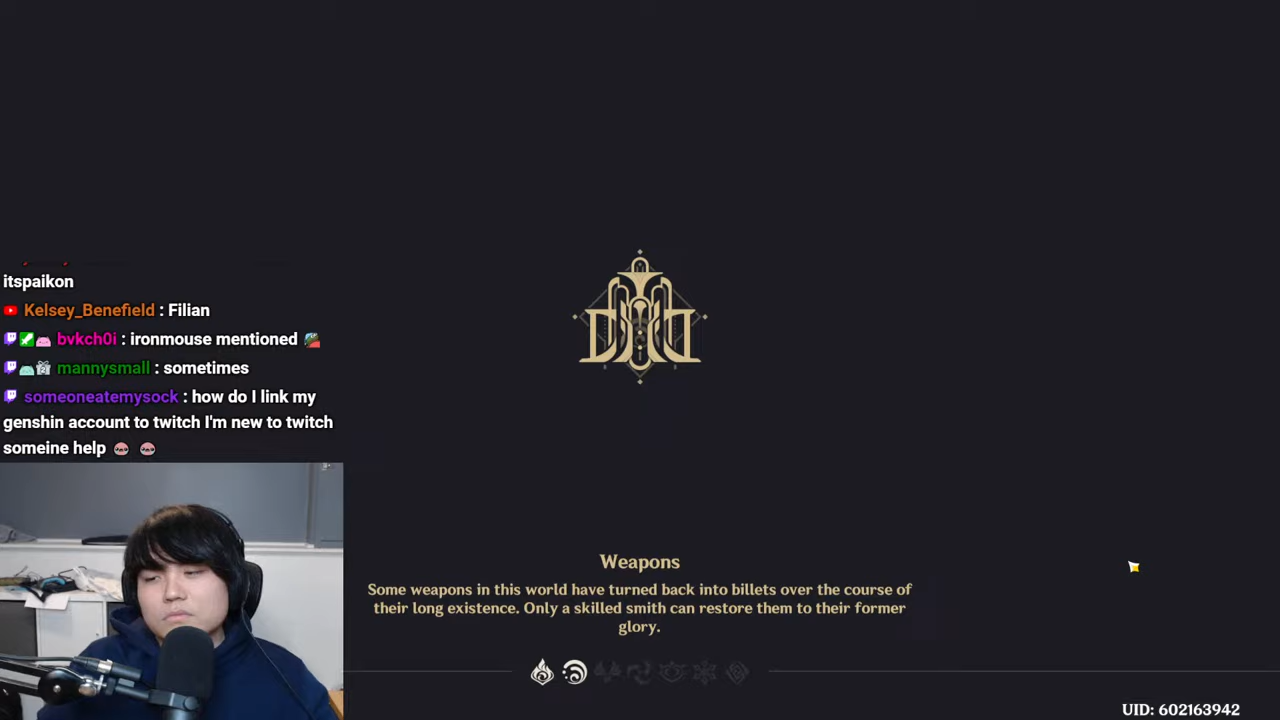 itspaikon
Kelsey_Benefield : Filian
bvkch0i : ironmouse mentioned
mannysmall : sometimes
someoneatemysock : how do I link my
genshin account to twitch I'm new to twitch
someine help
Weapons
Some weapons in this world have turned back into billets over the course of
their long existence. Only a skilled smith can restore them to their former
glory.
UID: 602163942